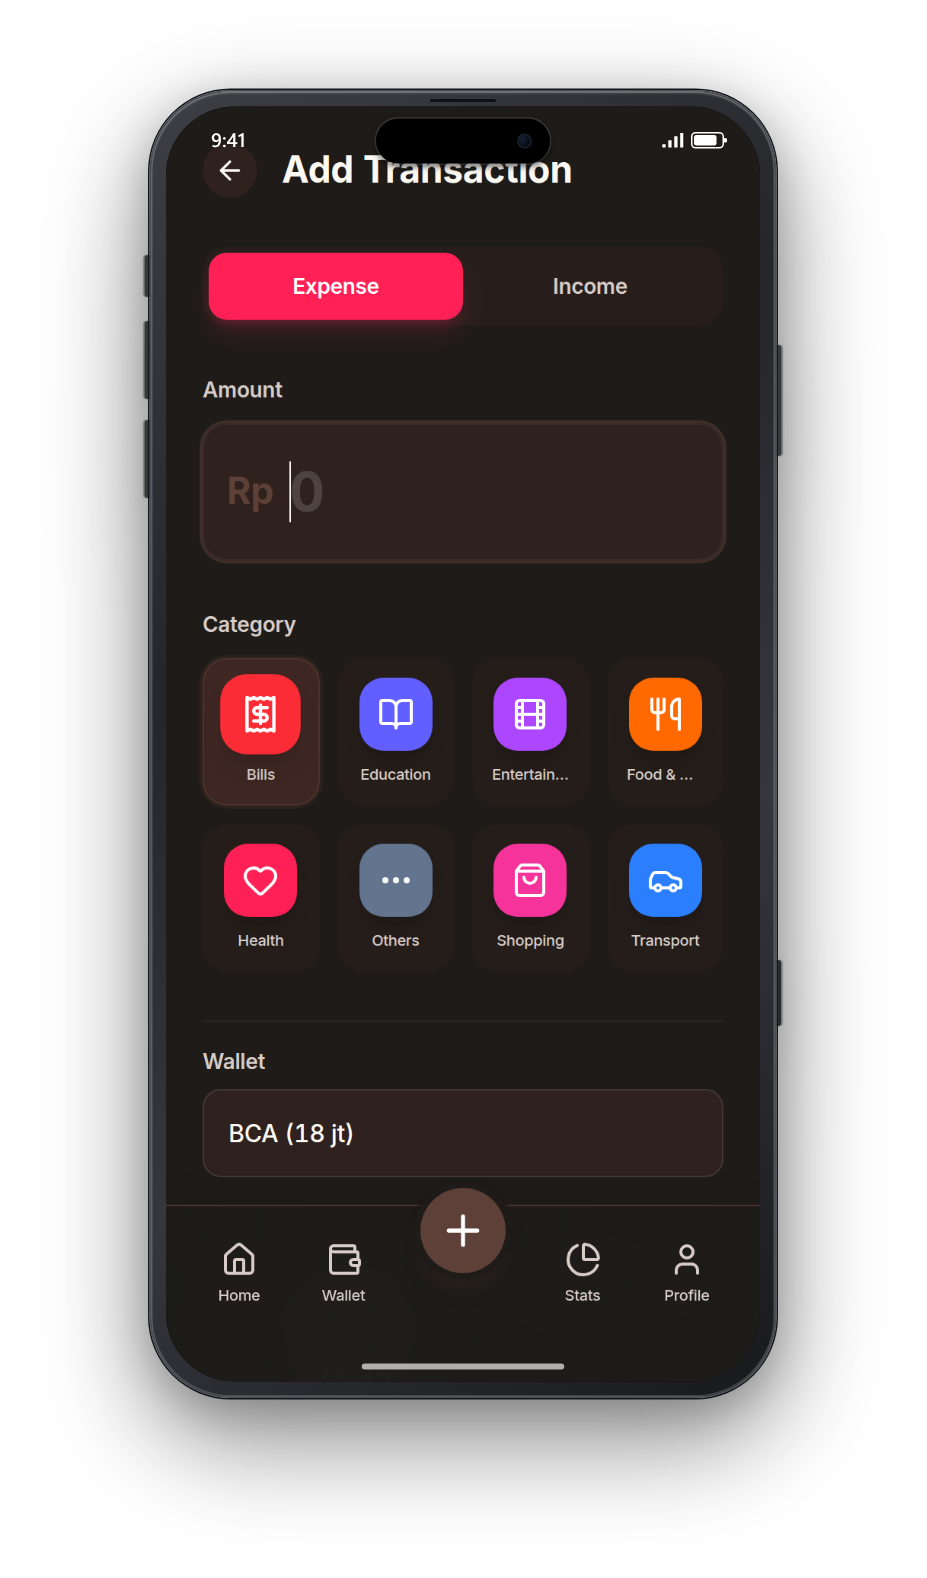 9:41
Add Transaction
Expense Income
Amount
Rp 0
Category
Bills Education Entertain... Food & ...
Health Others Shopping Transport
Wallet
BCA (18 jt)
Home Wallet Stats Profile